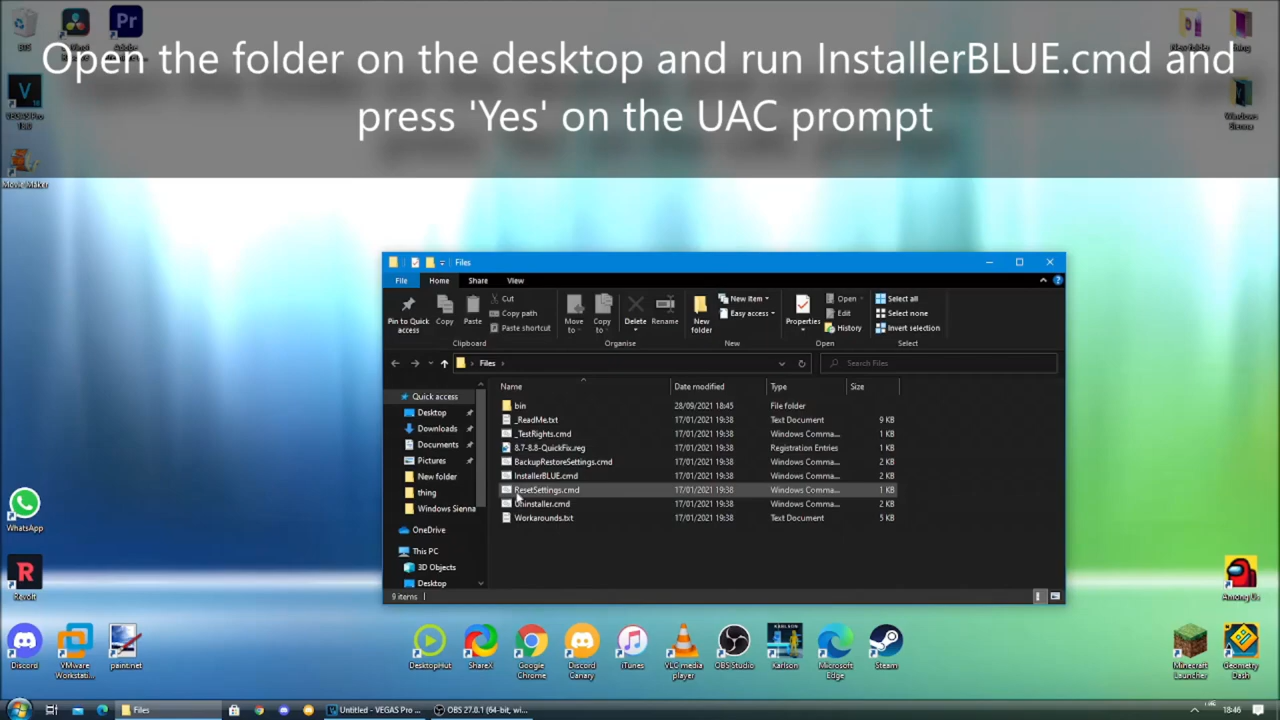 Open the folder on the desktop and run InstallerBLUE.cmd and
press 'Yes' on the UAC prompt
New folder
thing
VEGAS Pro
Windows
Sienna
Movie Maker
Files
File Home Share View
Pin to Quick
access
Copy
Paste
Cut
Copy path
Paste shortcut
Move
to
Copy
to
Delete
Rename
New
folder
New item
Easy access
Properties
Open
Edit
History
Select all
Select none
Invert selection
Clipboard Organise New Open Select
Files
Search Files
Name Date modified Type Size
Quick access
Desktop
Downloads
Documents
Pictures
New folder
thing
Windows Sienna
OneDrive
This PC
3D Objects
Desktop
bin 28/09/2021 18:45 File folder
_ReadMe.txt 17/01/2021 19:38 Text Document 9 KB
_TestRights.cmd 17/01/2021 19:38 Windows Comma... 1 KB
8.7-8.8-QuickFix.reg 17/01/2021 19:38 Registration Entries 1 KB
BackupRestoreSettings.cmd 17/01/2021 19:38 Windows Comma... 2 KB
InstallerBLUE.cmd 17/01/2021 19:38 Windows Comma... 2 KB
ResetSettings.cmd 17/01/2021 19:38 Windows Comma... 1 KB
Uninstaller.cmd 17/01/2021 19:38 Windows Comma... 2 KB
Workarounds.txt 17/01/2021 19:38 Text Document 5 KB
9 items
WhatsApp
Revolt
Among Us
Discord
VMware
Workstati...
paint.net
DesktopHut
ShareX
Google
Chrome
Discord
Canary
iTunes
VLC media
player
OBS Studio
Karlson
Microsoft
Edge
Steam
Minecraft
Launcher
Geometry
Dash
Files
Untitled - VEGAS Pro ...
OBS 27.0.1 (64-bit, wi...
18:46